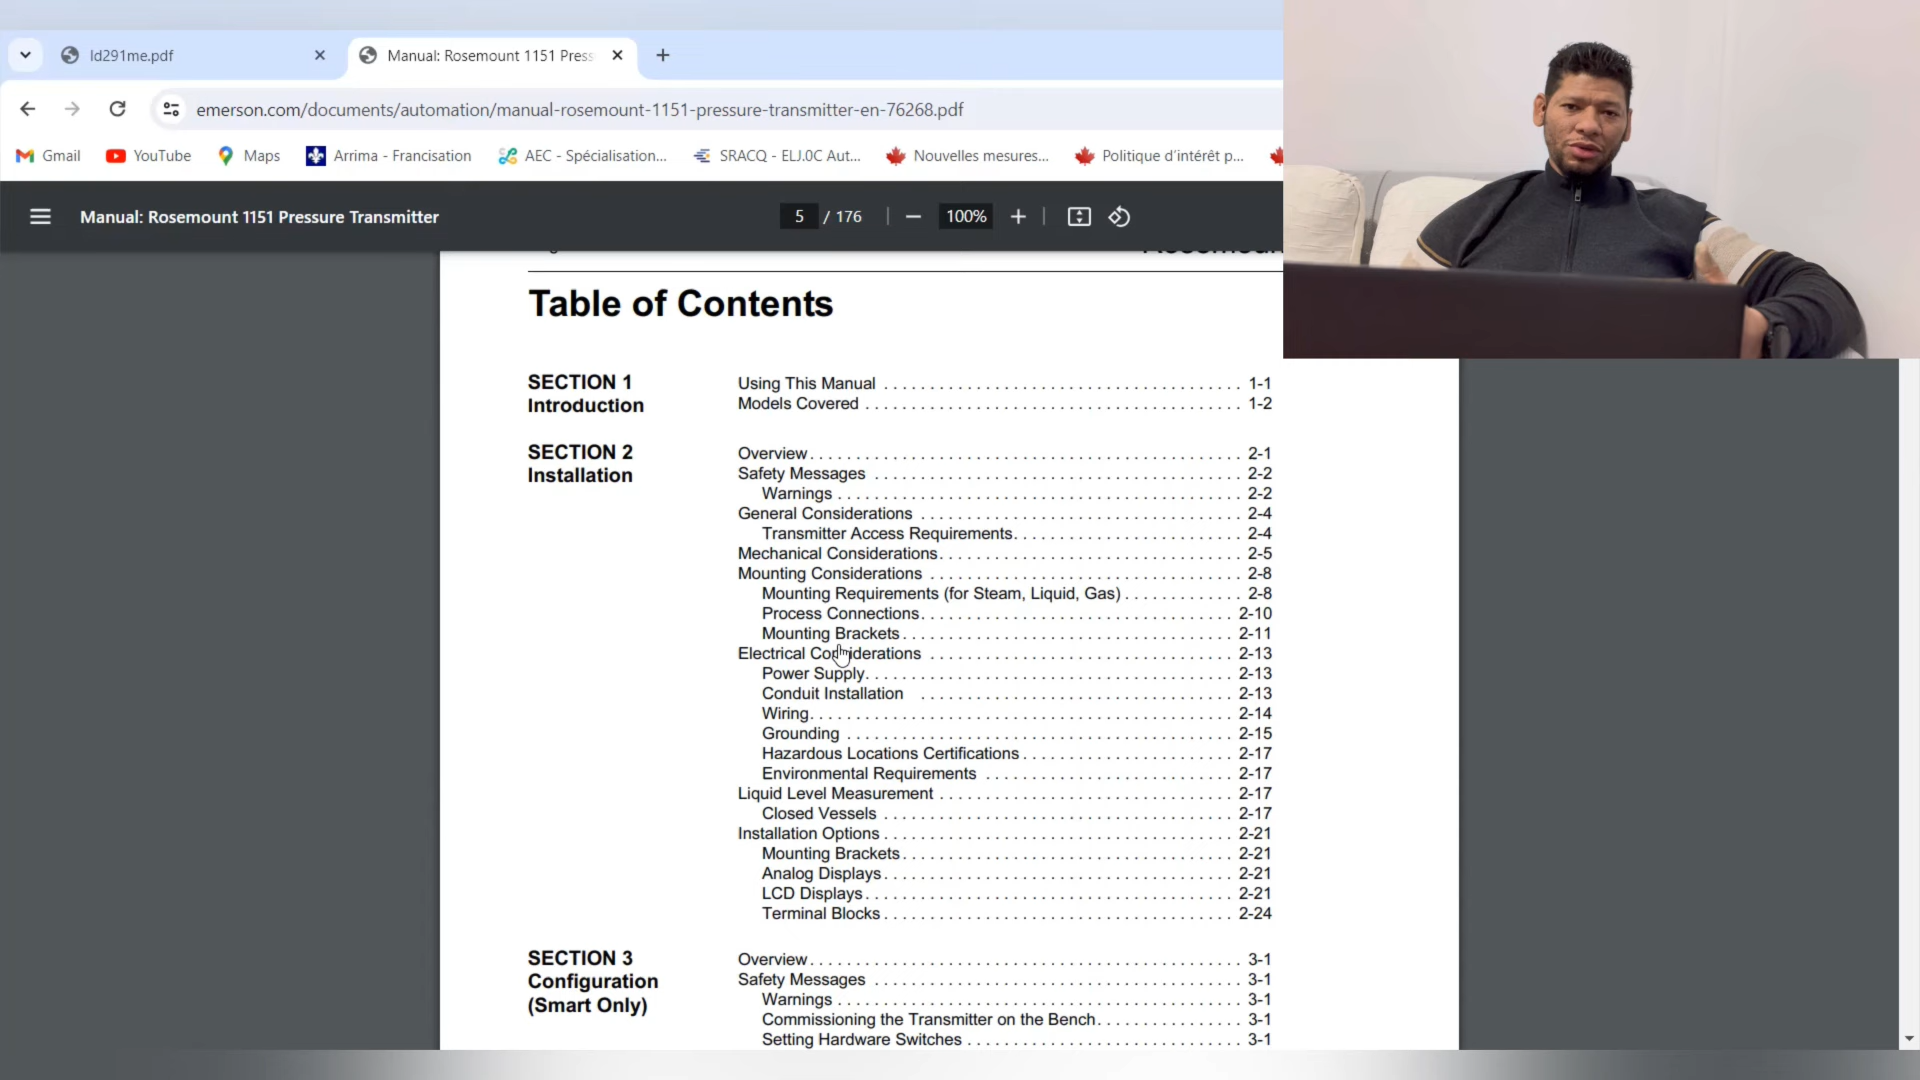 ld291me.pdf
Manual: Rosemount 1151 Press
emerson.com/documents/automation/manual-rosemount-1151-pressure-transmitter-en-76268.pdf
Gmail YouTube Maps Arrima - Francisation AEC - Spécialisation... SRACQ - ELJ.0C Aut... Nouvelles mesures... Politique d'intérêt p...
Manual: Rosemount 1151 Pressure Transmitter
5 / 176
100%
Table of Contents
SECTION 1
Introduction
Using This Manual . . . . . . . . . . . . . . . . . . . . . . . . . . . . . . 1-1
Models Covered . . . . . . . . . . . . . . . . . . . . . . . . . . . . . . 1-2
SECTION 2
Installation
Overview . . . . . . . . . . . . . . . . . . . . . . . . . . . . . . 2-1
Safety Messages . . . . . . . . . . . . . . . . . . . . . . . . . . . . . . 2-2
Warnings . . . . . . . . . . . . . . . . . . . . . . . . . . . . . . 2-2
General Considerations . . . . . . . . . . . . . . . . . . . . . . . . . . . . . . 2-4
Transmitter Access Requirements. . . . . . . . . . . . . . . . . . . . 2-4
Mechanical Considerations. . . . . . . . . . . . . . . . . . . . . . . . . 2-5
Mounting Considerations . . . . . . . . . . . . . . . . . . . . . . . . . 2-8
Mounting Requirements (for Steam, Liquid, Gas) . . . . . . . . . . . . 2-8
Process Connections. . . . . . . . . . . . . . . . . . . . . . . . . 2-10
Mounting Brackets . . . . . . . . . . . . . . . . . . . . . . . . . 2-11
Electrical Considerations . . . . . . . . . . . . . . . . . . . . . . . . . 2-13
Power Supply. . . . . . . . . . . . . . . . . . . . . . . . . 2-13
Conduit Installation . . . . . . . . . . . . . . . . . . . . . . . . . 2-13
Wiring. . . . . . . . . . . . . . . . . . . . . . . . . 2-14
Grounding . . . . . . . . . . . . . . . . . . . . . . . . . 2-15
Hazardous Locations Certifications . . . . . . . . . . . . . . . . . . . . 2-17
Environmental Requirements . . . . . . . . . . . . . . . . . . . . 2-17
Liquid Level Measurement . . . . . . . . . . . . . . . . . . . . . . . . . 2-17
Closed Vessels . . . . . . . . . . . . . . . . . . . . . . . . . 2-17
Installation Options . . . . . . . . . . . . . . . . . . . . . . . . . 2-21
Mounting Brackets . . . . . . . . . . . . . . . . . . . . . . . . . 2-21
Analog Displays . . . . . . . . . . . . . . . . . . . . . . . . . 2-21
LCD Displays . . . . . . . . . . . . . . . . . . . . . . . . . 2-21
Terminal Blocks . . . . . . . . . . . . . . . . . . . . . . . . . 2-24
SECTION 3
Configuration
(Smart Only)
Overview . . . . . . . . . . . . . . . . . . . . . . . . . . . . . . 3-1
Safety Messages . . . . . . . . . . . . . . . . . . . . . . . . . . . . . . 3-1
Warnings . . . . . . . . . . . . . . . . . . . . . . . . . . . . . . 3-1
Commissioning the Transmitter on the Bench. . . . . . . . . . . . . . . 3-1
Setting Hardware Switches . . . . . . . . . . . . . . . . . . . . . . . . . 3-1